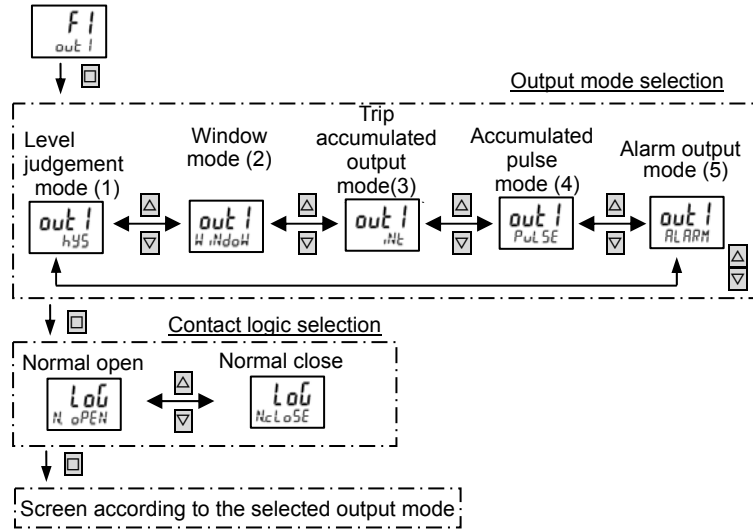 F1
out1
Output mode selection
Level
judgement
mode (1)
Window
mode (2)
Trip
accumulated
output
mode(3)
Accumulated
pulse
mode (4)
Alarm output
mode (5)
out1
hYS
out1
WiNdoW
out1
iNt
out1
PuLSE
out1
ALARM
Contact logic selection
Normal open
Normal close
LoG
N. oPEN
LoG
N.cLoSE
Screen according to the selected output mode